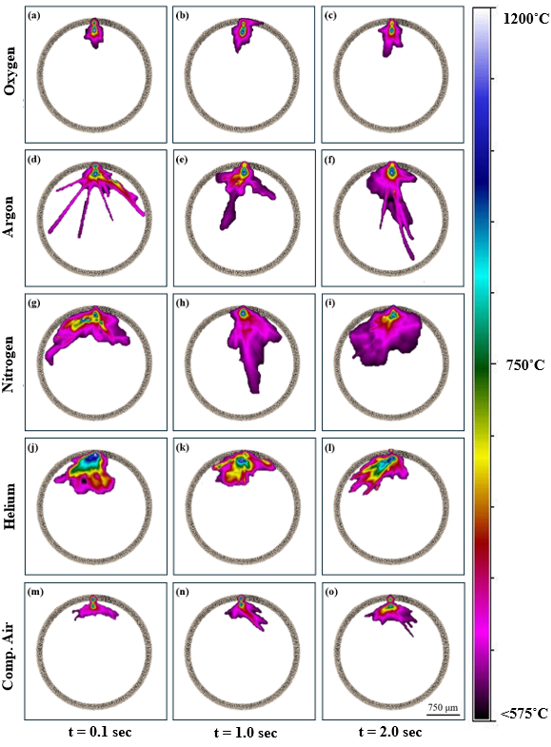 (a) (b) (c) 1200˚C
Oxygen
(d) (e) (f)
Argon
(g) (h) (i)
Nitrogen
750˚C
(j) (k) (l)
Helium
(m) (n) (o)
Comp. Air
750 μm
<575˚C
t = 0.1 sec t = 1.0 sec t = 2.0 sec